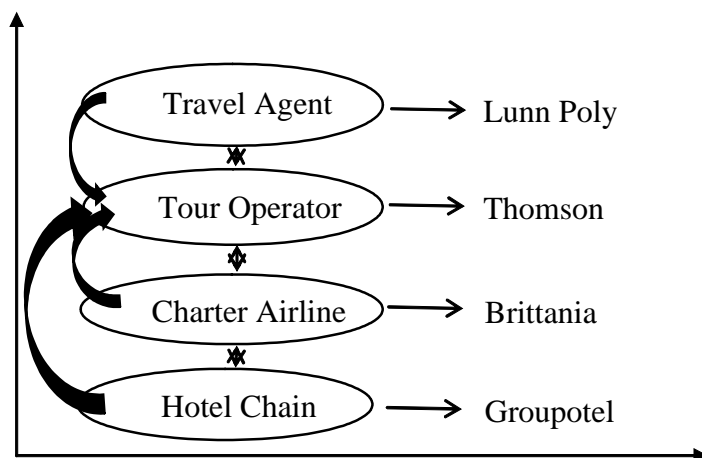 Travel Agent
Lunn Poly
Tour Operator
Thomson
Charter Airline
Brittania
Hotel Chain
Groupotel